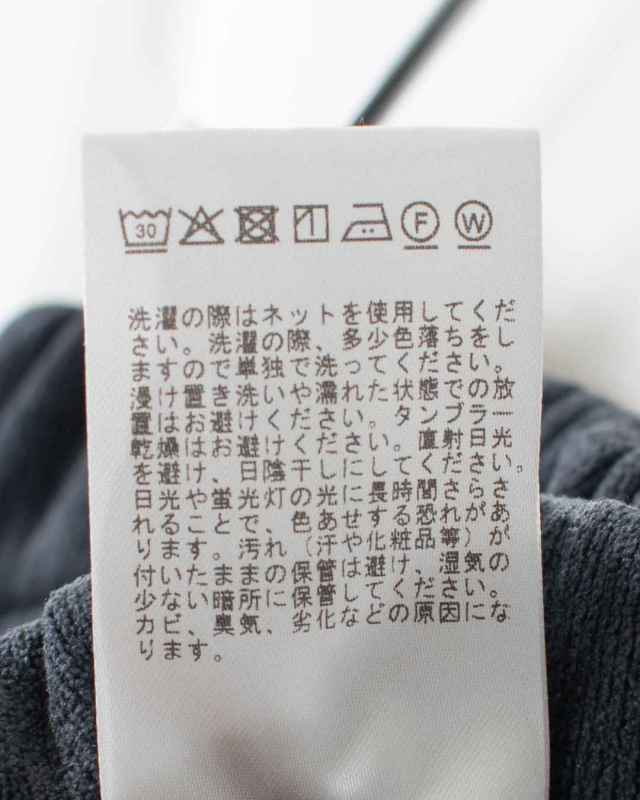 30 1 F W
洗濯の際はネットを使用してくだ
さい。洗濯の際、多少色落ちをし
ますので単独で洗ってください。
浸け置き洗いや濡れた状態での放
置はお避けください。タンブラー
乾燥はお避けください。直射日光
を避け、日陰干しにしてください。
日光や蛍光灯の光に長時間さらさ
れることで、色あせする恐れがあ
ります。汚れ（汗や化粧品等）が
付いたままの保管は避け、湿気の
少ない暗所に保管してください。
カビ、臭気、劣化などの原因にな
ります。